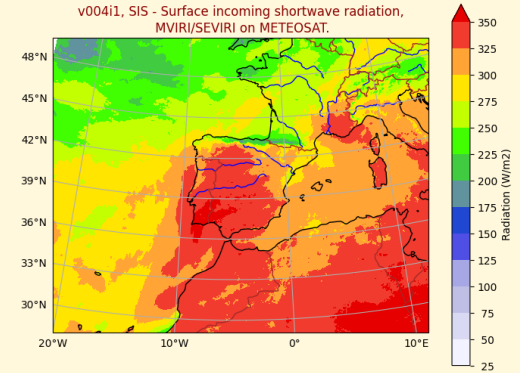 v004i1, SIS - Surface incoming shortwave radiation,
MVIRI/SEVIRI on METEOSAT.
48°N
45°N
42°N
39°N
36°N
33°N
30°N
20°W
10°W
0°
10°E
350
325
300
275
250
225
200
175
150
125
100
75
50
25
Radiation (W/m2)